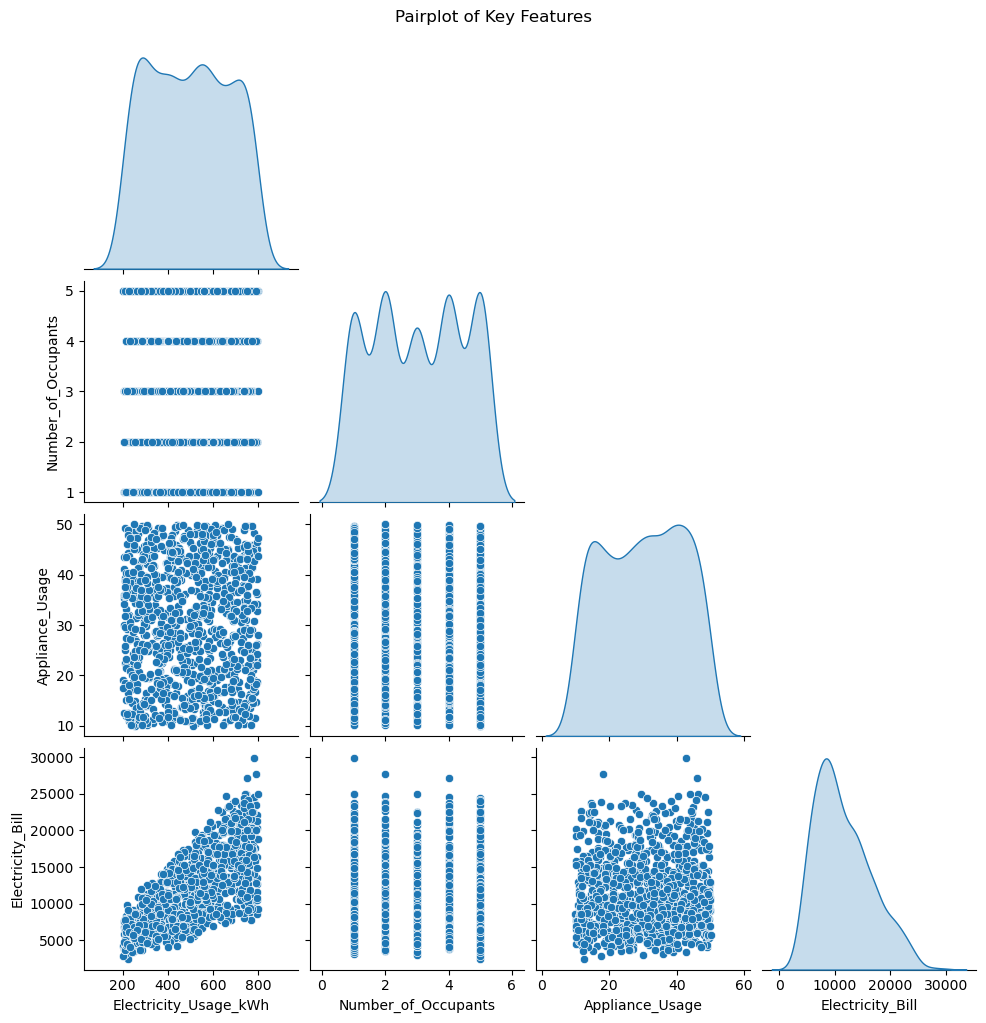 Pairplot of Key Features
Number_of_Occupants
5
4
3
2
1
Appliance_Usage
50
40
30
20
10
Electricity_Bill
30000
25000
20000
15000
10000
5000
200 400 600 800
0 2 4 6
0 20 40 60
0 10000 20000 30000
Electricity_Usage_kWh
Number_of_Occupants
Appliance_Usage
Electricity_Bill